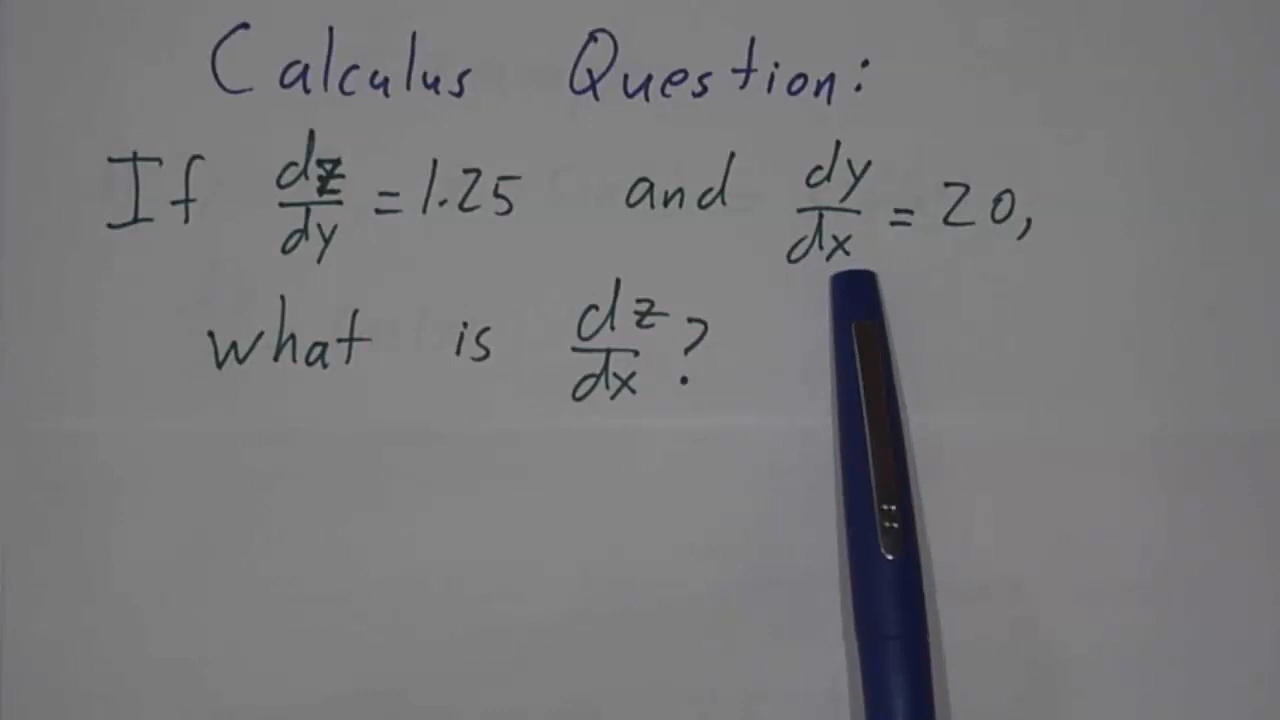 Calculus Question:
If dz/dy = 1.25 and dy/dx = 20,
what is dz/dx?